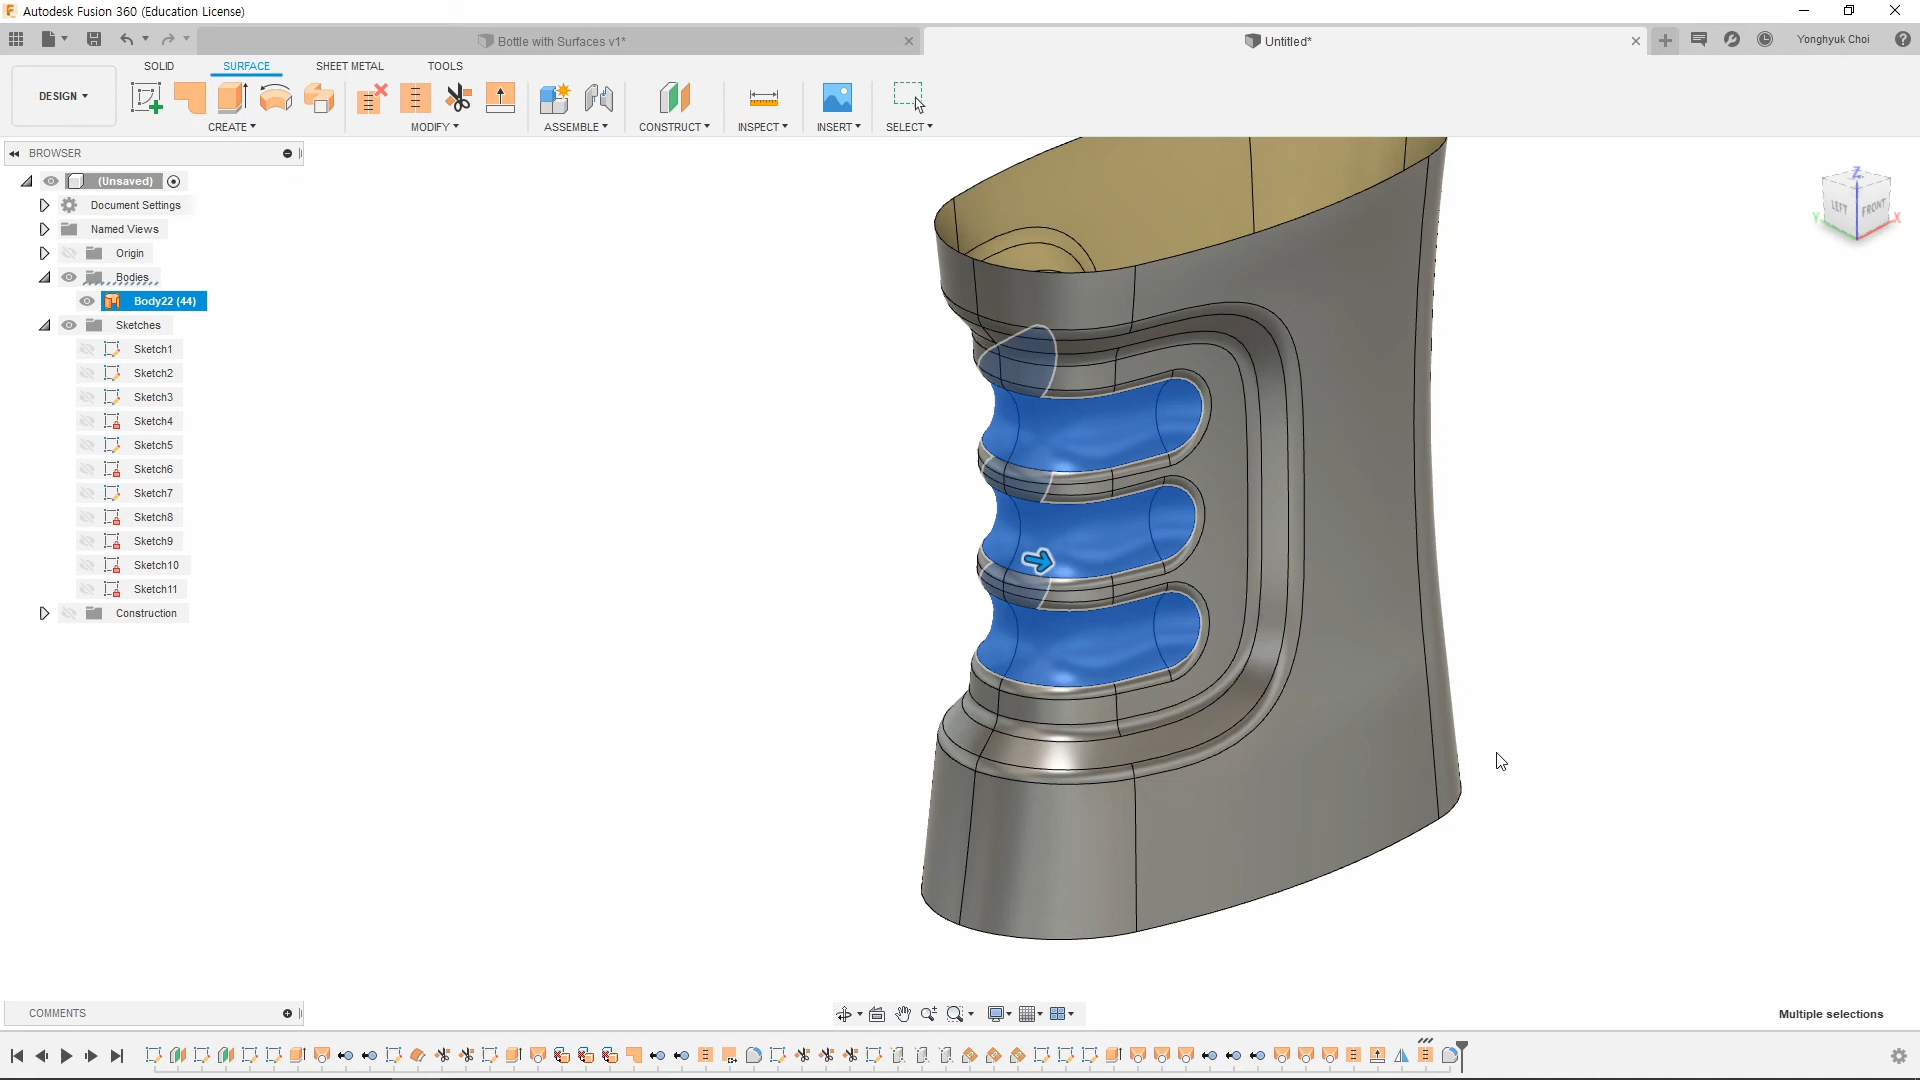 Autodesk Fusion 360 (Education License)
Bottle with Surfaces v1*
Untitled*
Yonghyuk Choi
DESIGN
SOLID
SURFACE
SHEET METAL
TOOLS
CREATE
MODIFY
ASSEMBLE
CONSTRUCT
INSPECT
INSERT
SELECT
BROWSER
(Unsaved)
Document Settings
Named Views
Origin
Bodies
Body22 (44)
Sketches
Sketch1
Sketch2
Sketch3
Sketch4
Sketch5
Sketch6
Sketch7
Sketch8
Sketch9
Sketch10
Sketch11
Construction
Z
LEFT
FRONT
Y
X
COMMENTS
Multiple selections